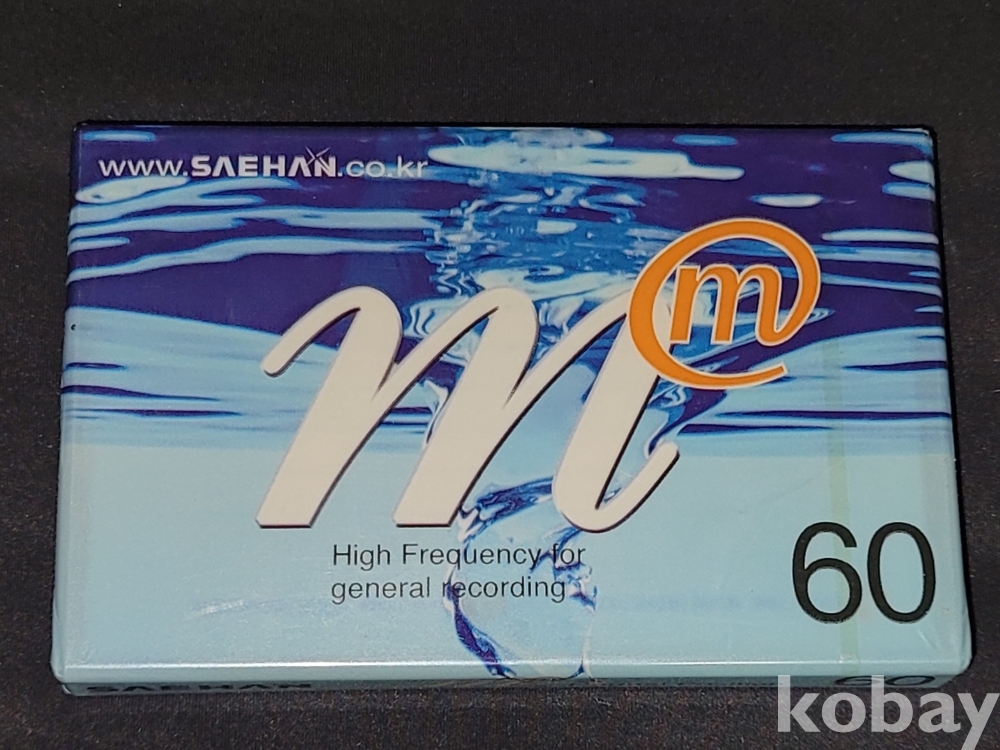 www.SAEHAN.co.kr
m
m
High Frequency for
general recording
60
SAEHAN
60
kobay